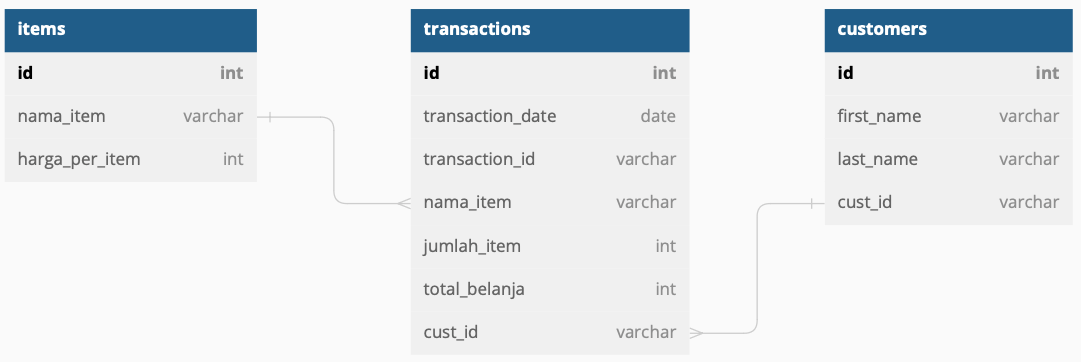 items
id int
nama_item varchar
harga_per_item int
transactions
id int
transaction_date date
transaction_id varchar
nama_item varchar
jumlah_item int
total_belanja int
cust_id varchar
customers
id int
first_name varchar
last_name varchar
cust_id varchar